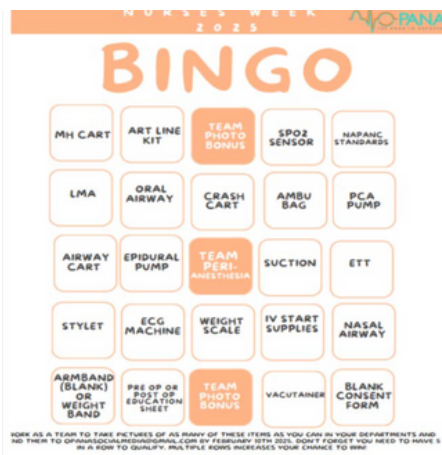 NURSES WEEK
2025
OPANA
BINGO
MH CART
ART LINE
KIT
TEAM
PHOTO
BONUS
SPO2
SENSOR
NAPANC
STANDARDS
LMA
ORAL
AIRWAY
CRASH
CART
AMBU
BAG
PCA
PUMP
AIRWAY
CART
EPIDURAL
PUMP
TEAM
PERI-
ANESTHESIA
SUCTION
ETT
STYLET
ECG
MACHINE
WEIGHT
SCALE
IV START
SUPPLIES
NASAL
AIRWAY
ARMBAND
(BLANK) OR
WEIGHT
BAND
PRE OP OR
POST OP
EDUCATION
SHEET
TEAM
PHOTO
BONUS
VACUTAINER
BLANK
CONSENT
FORM
WORK AS A TEAM TO TAKE PICTURES OF AS MANY OF THESE ITEMS AS YOU CAN IN YOUR DEPARTMENTS AND
ND THEM TO OPANASOCIALMEDIA@GMAIL.COM BY FEBRUARY 10TH 2025. DON'T FORGET YOU NEED TO HAVE 5
IN A ROW TO QUALIFY. MULTIPLE ROWS INCREASES YOUR CHANCE TO WIN!